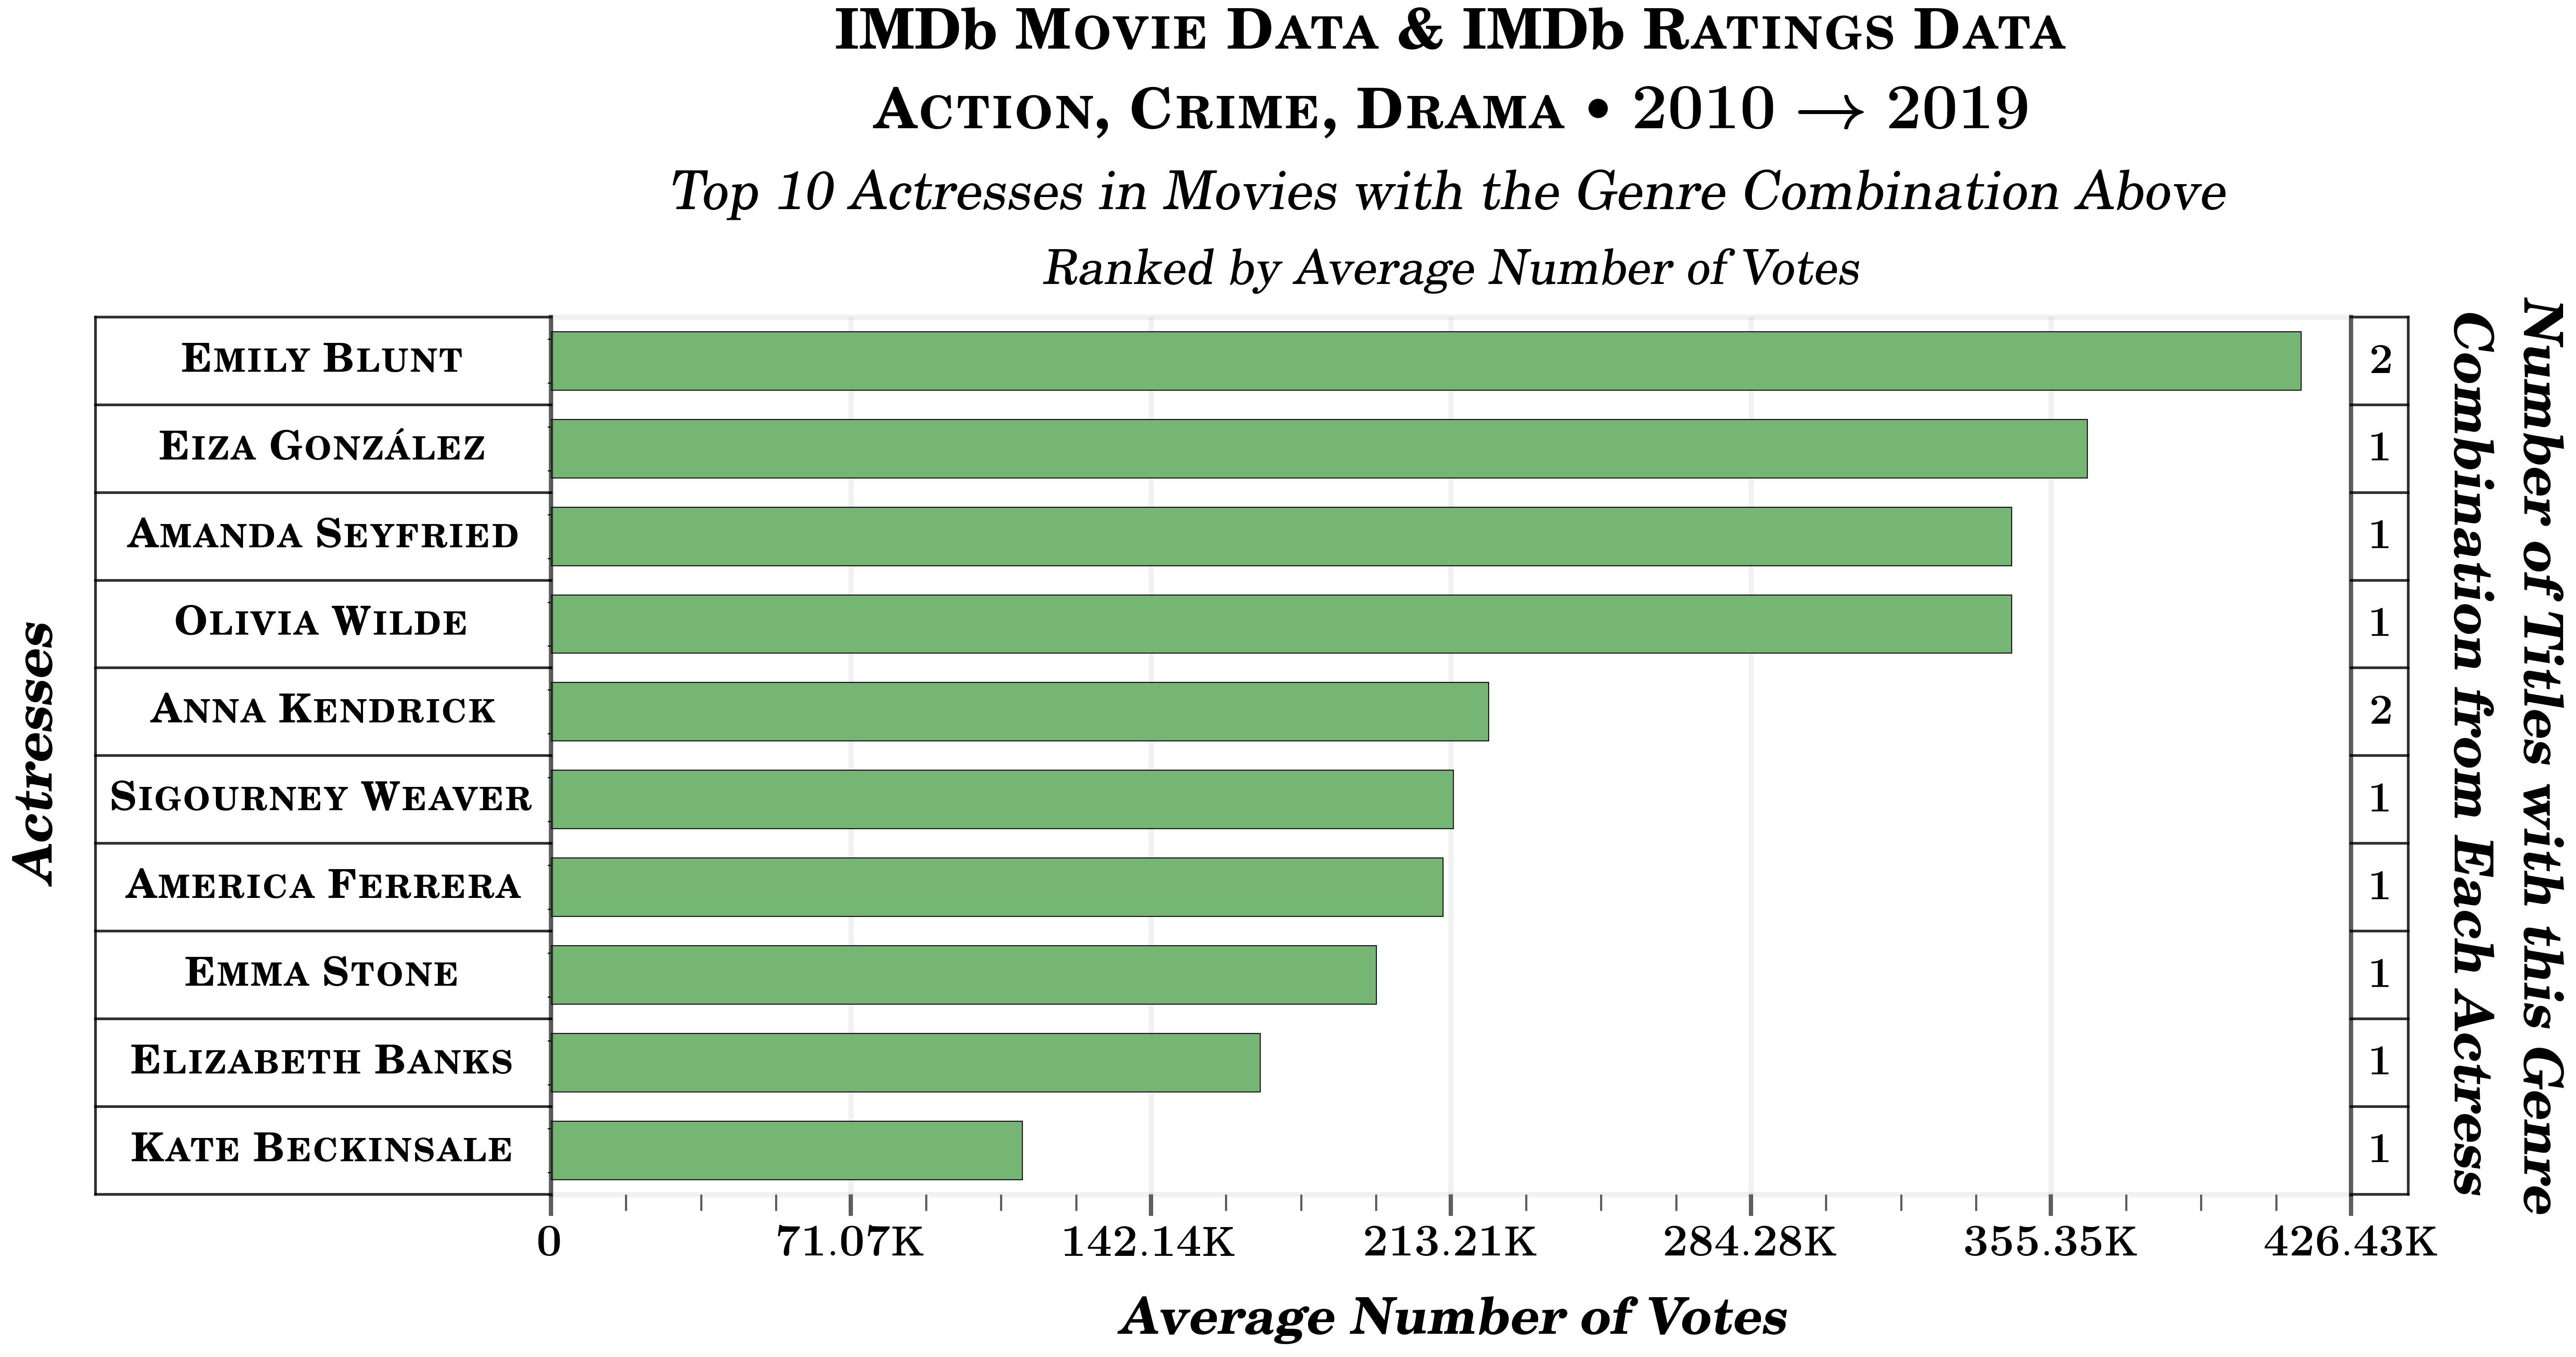 IMDb Movie Data & IMDb Ratings Data
Action, Crime, Drama • 2010 → 2019
Top 10 Actresses in Movies with the Genre Combination Above
Ranked by Average Number of Votes
Actresses
Emily Blunt
Eiza González
Amanda Seyfried
Olivia Wilde
Anna Kendrick
Sigourney Weaver
America Ferrera
Emma Stone
Elizabeth Banks
Kate Beckinsale
2
1
1
1
2
1
1
1
1
1
Number of Titles with this Genre
Combination from Each Actress
0 71.07K 142.14K 213.21K 284.28K 355.35K 426.43K
Average Number of Votes